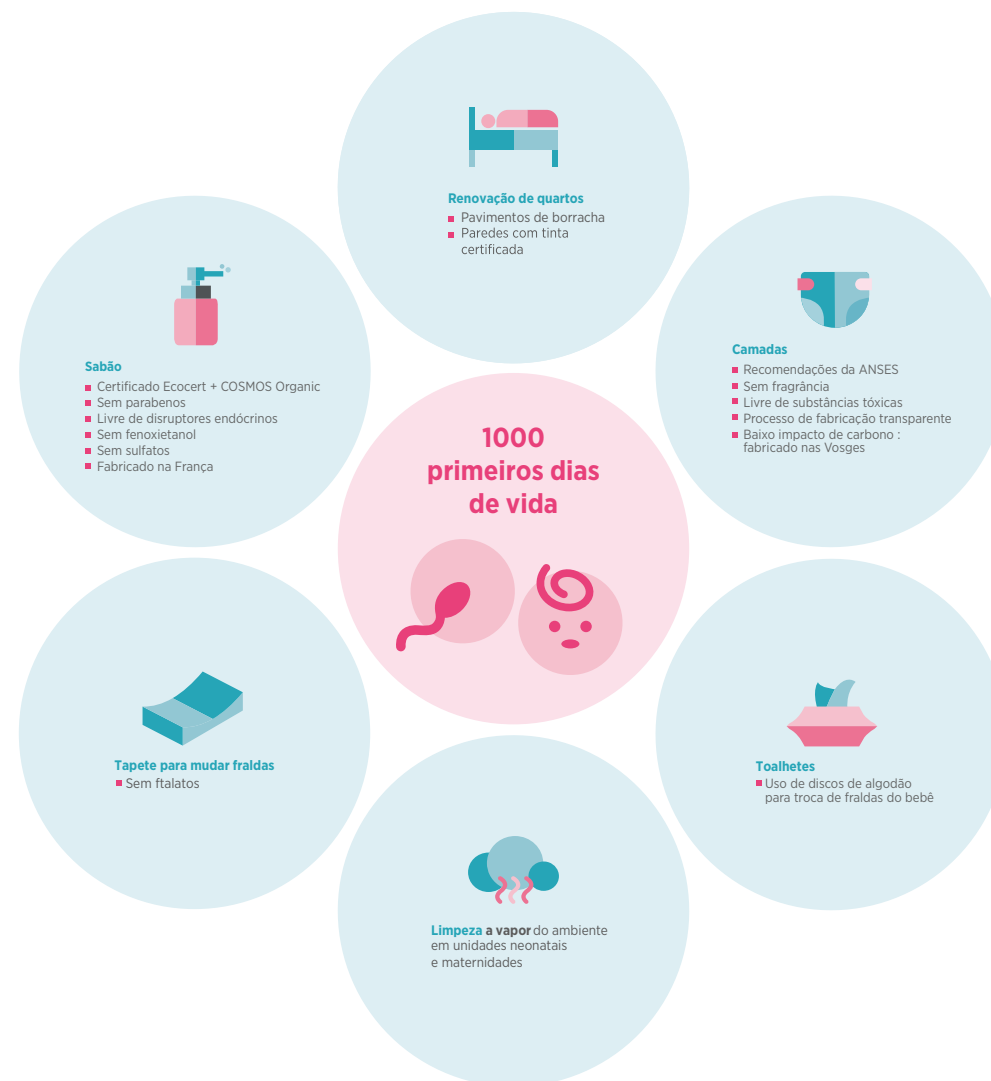 Renovação de quartos
Pavimentos de borracha
Paredes com tinta
certificada
Sabão
Certificado Ecocert + COSMOS Organic
Sem parabenos
Livre de disruptores endócrinos
Sem fenoxietanol
Sem sulfatos
Fabricado na França
Camadas
Recomendações da ANSES
Sem fragrância
Livre de substâncias tóxicas
Processo de fabricação transparente
Baixo impacto de carbono :
fabricado nas Vosges
1000
primeiros dias
de vida
Tapete para mudar fraldas
Sem ftalatos
Toalhetes
Uso de discos de algodão
para troca de fraldas do bebê
Limpeza a vapor do ambiente
em unidades neonatais
e maternidades